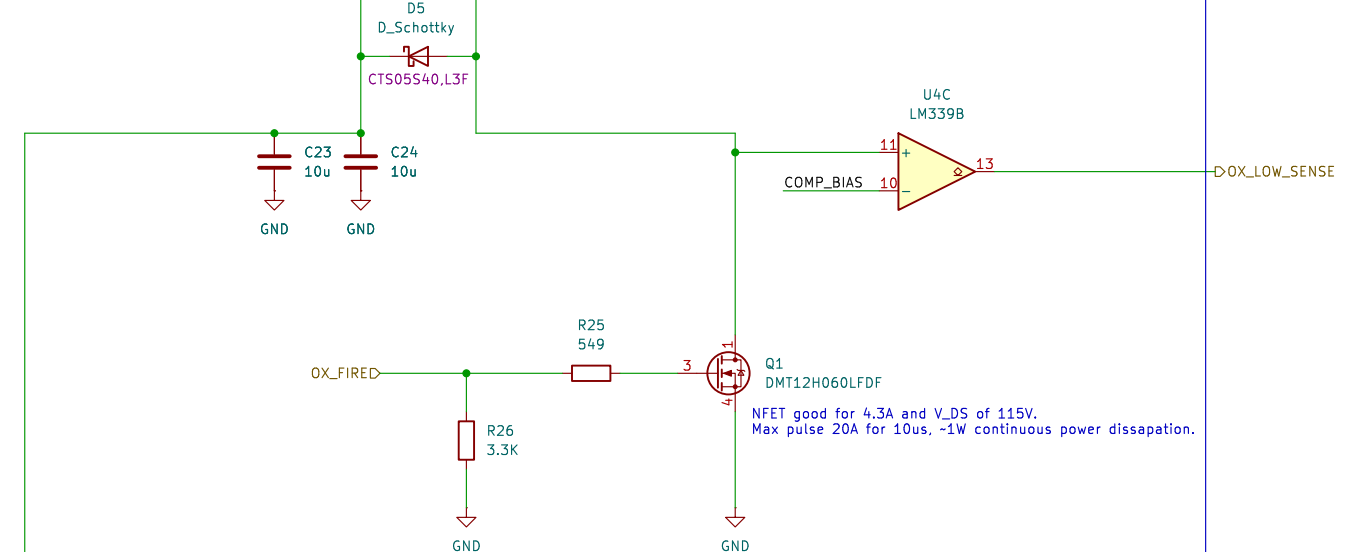 D5
D_Schottky
CTS05S40,L3F
C23
10u
C24
10u
GND
GND
U4C
LM339B
11
+
COMP_BIAS
10
-
13
OX_LOW_SENSE
R25
549
OX_FIRE
3
1
4
Q1
DMT12H060LFDF
NFET good for 4.3A and V_DS of 115V.
Max pulse 20A for 10us, ~1W continuous power dissapation.
R26
3.3K
GND
GND